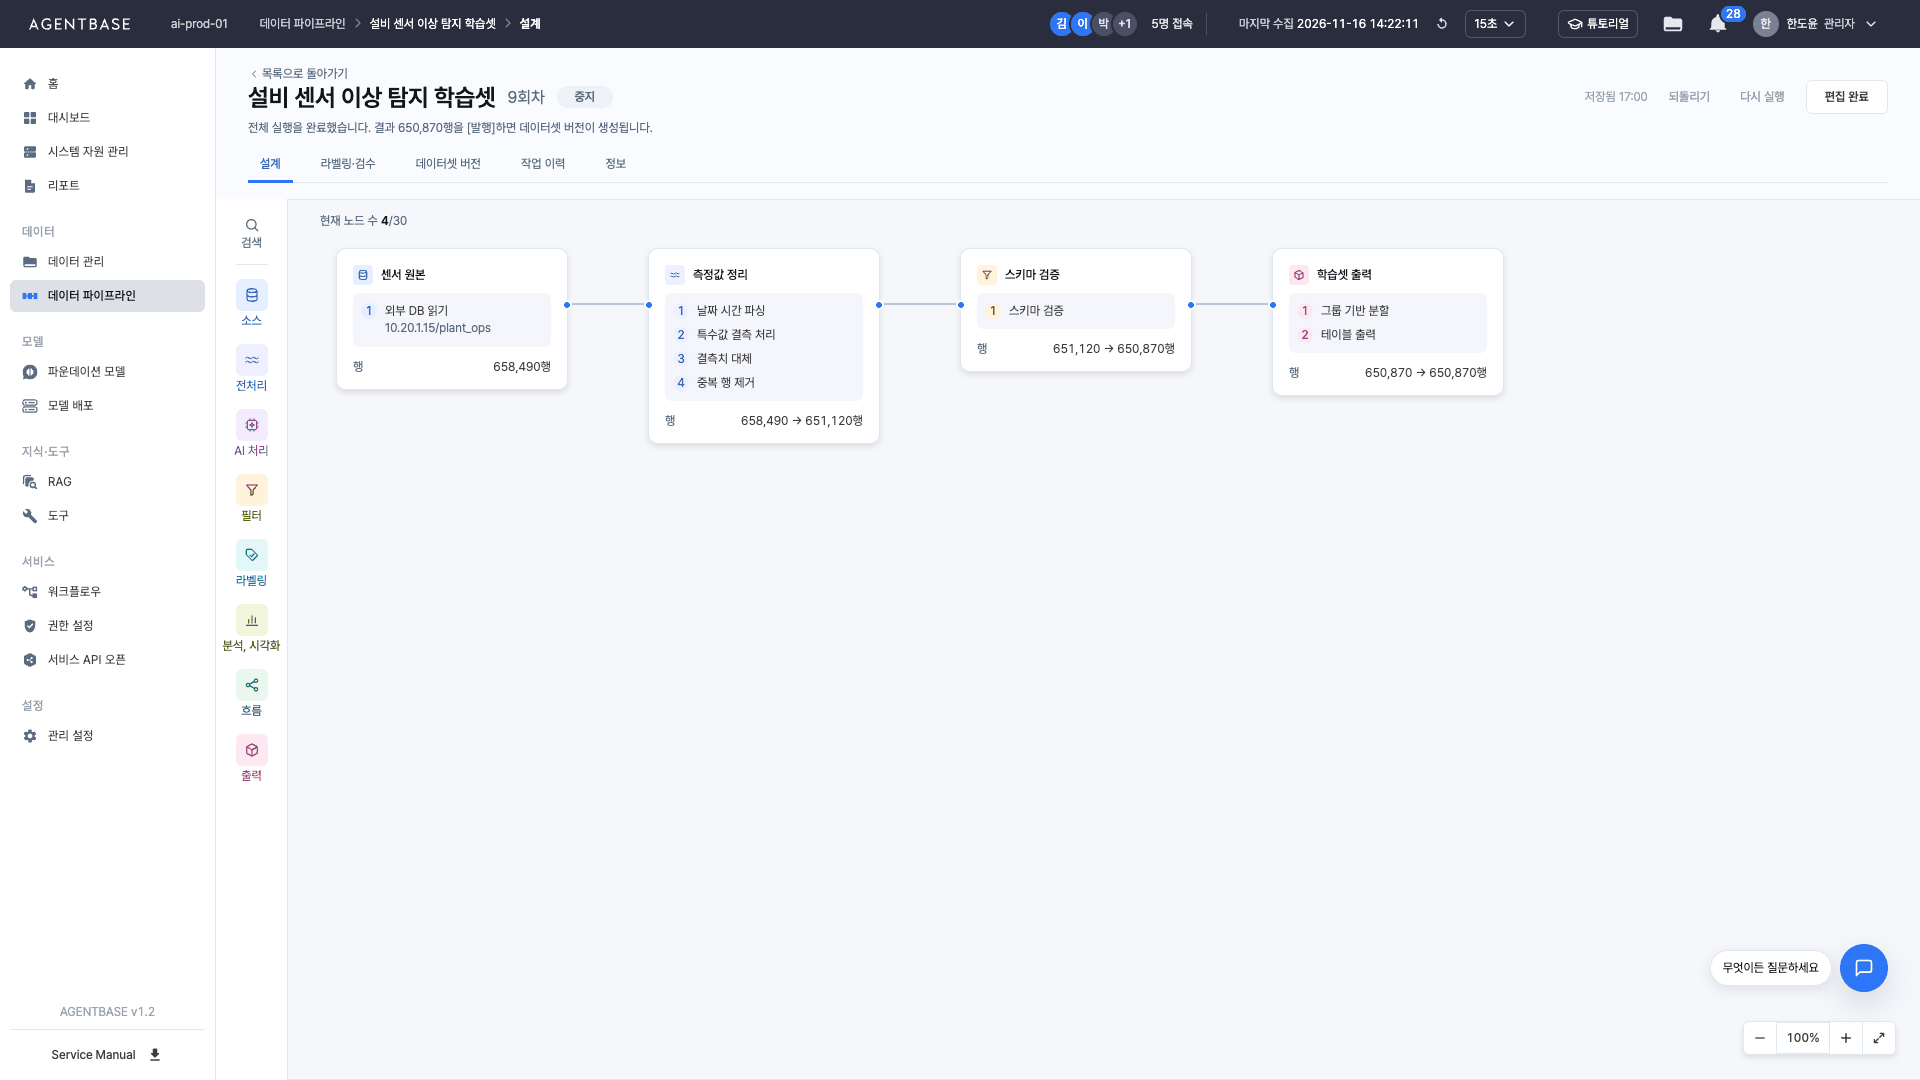 AGENTBASE
ai-prod-01
데이터 파이프라인
설비 센서 이상 탐지 학습셋
설계
김
이
박
+1
5명 접속
마지막 수집 2026-11-16 14:22:11
15초
튜토리얼
28
한
한도윤 관리자
홈
대시보드
시스템 자원 관리
리포트
데이터
데이터 관리
데이터 파이프라인
모델
파운데이션 모델
모델 배포
지식·도구
RAG
도구
서비스
워크플로우
권한 설정
서비스 API 오픈
설정
관리 설정
AGENTBASE v1.2
Service Manual
목록으로 돌아가기
설비 센서 이상 탐지 학습셋 9회차 중지
전체 실행을 완료했습니다. 결과 650,870행을 [발행]하면 데이터셋 버전이 생성됩니다.
저장됨 17:00
되돌리기
다시 실행
편집 완료
설계
라벨링·검수
데이터셋 버전
작업 이력
정보
검색
소스
전처리
AI 처리
필터
라벨링
분석, 시각화
흐름
출력
현재 노드 수 4/30
센서 원본
1 외부 DB 읽기
10.20.1.15/plant_ops
행 658,490행
측정값 정리
1 날짜 시간 파싱
2 특수값 결측 처리
3 결측치 대체
4 중복 행 제거
행 658,490 → 651,120행
스키마 검증
1 스키마 검증
행 651,120 → 650,870행
학습셋 출력
1 그룹 기반 분할
2 테이블 출력
행 650,870 → 650,870행
무엇이든 질문하세요
100%